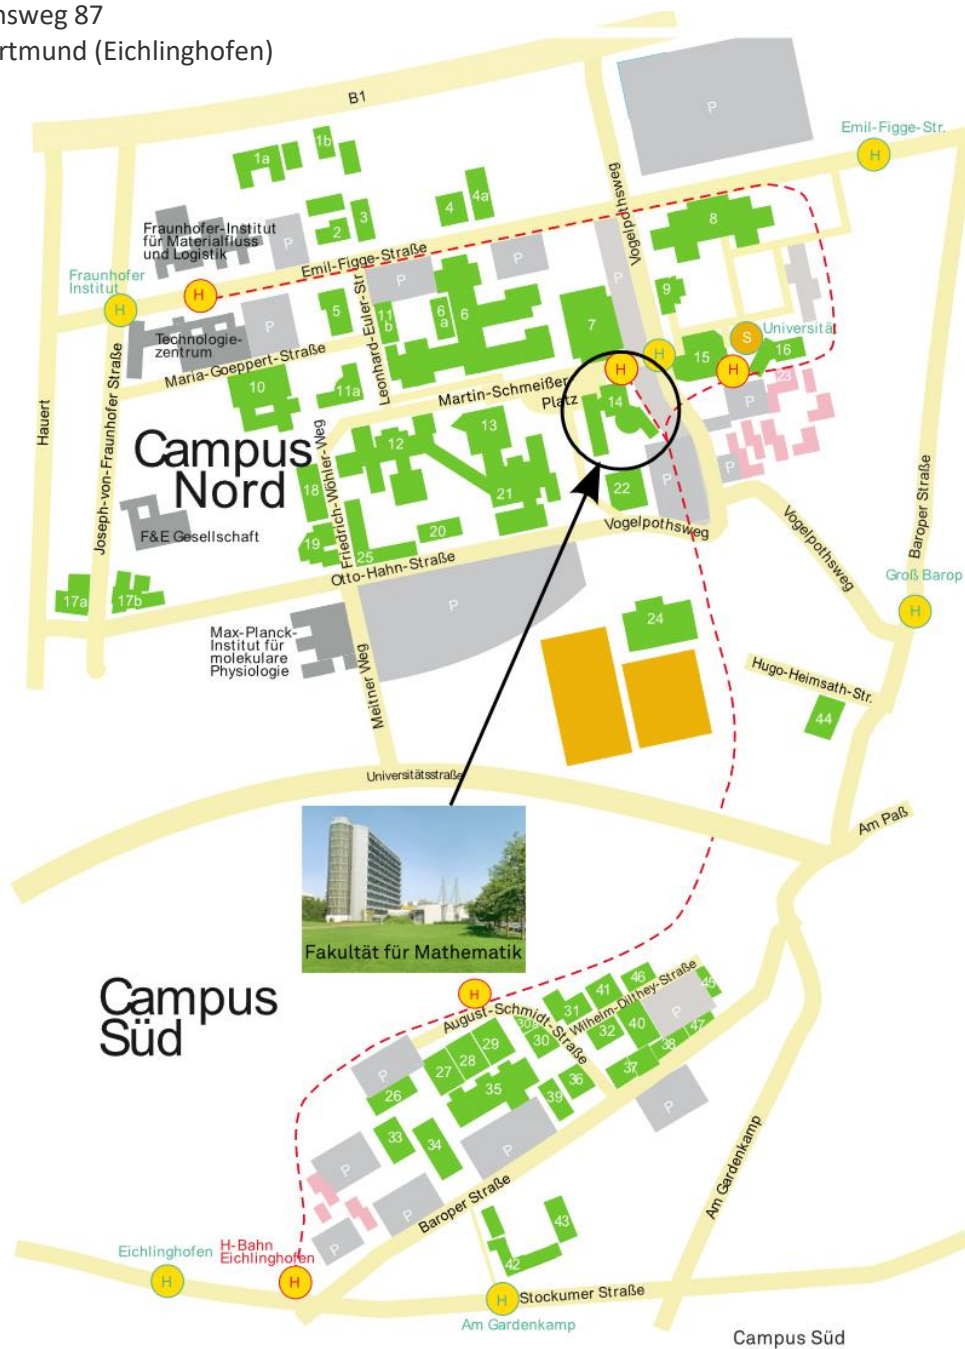 nsweg 87
rtmund (Eichlinghofen)
B1
P
Emil-Figge-Str.
H
1b
1a
4a
4
3
2
8
Vogelpothsweg
Fraunhofer-Institut
für Materialfluss
und Logistik
P
Emil-Figge-Straße
P
P
P
Fraunhofer
Institut
H
H
5
Leonhard-Euler-Str.
11
b
6
a
6
9
7
Technologie-
zentrum
P
Maria-Goeppert-Straße
S
Universität
H
15
16
H
H
23
10
11a
Martin-Schmeißer
Platz
14
P
Hauert
Joseph-von-Fraunhofer Straße
Campus
Nord
Friedrich-Wöhler-Weg
12
13
21
18
22
P
P
Baroper Straße
F&E Gesellschaft
19
25
20
Vogelpothsweg
Vogelpothsweg
Otto-Hahn-Straße
Groß Barop
H
17a
17b
P
24
Max-Planck-
Institut für
molekulare
Physiologie
Meitner Weg
Hugo-Heimsath-Str.
44
Universitätsstraße
Am Paß
Fakultät für Mathematik
Campus
Süd
H
August-Schmidt-Straße
Wilhelm-Dilthey-Straße
46
45
41
31
P
30a
30
32
40
47
38
37
29
28
27
35
36
39
P
26
P
33
34
P
P
P
P
Baroper Straße
Am Gardenkamp
43
42
Eichlinghofen
H
H-Bahn
Eichlinghofen
H
H
Stockumer Straße
Am Gardenkamp
Campus Süd